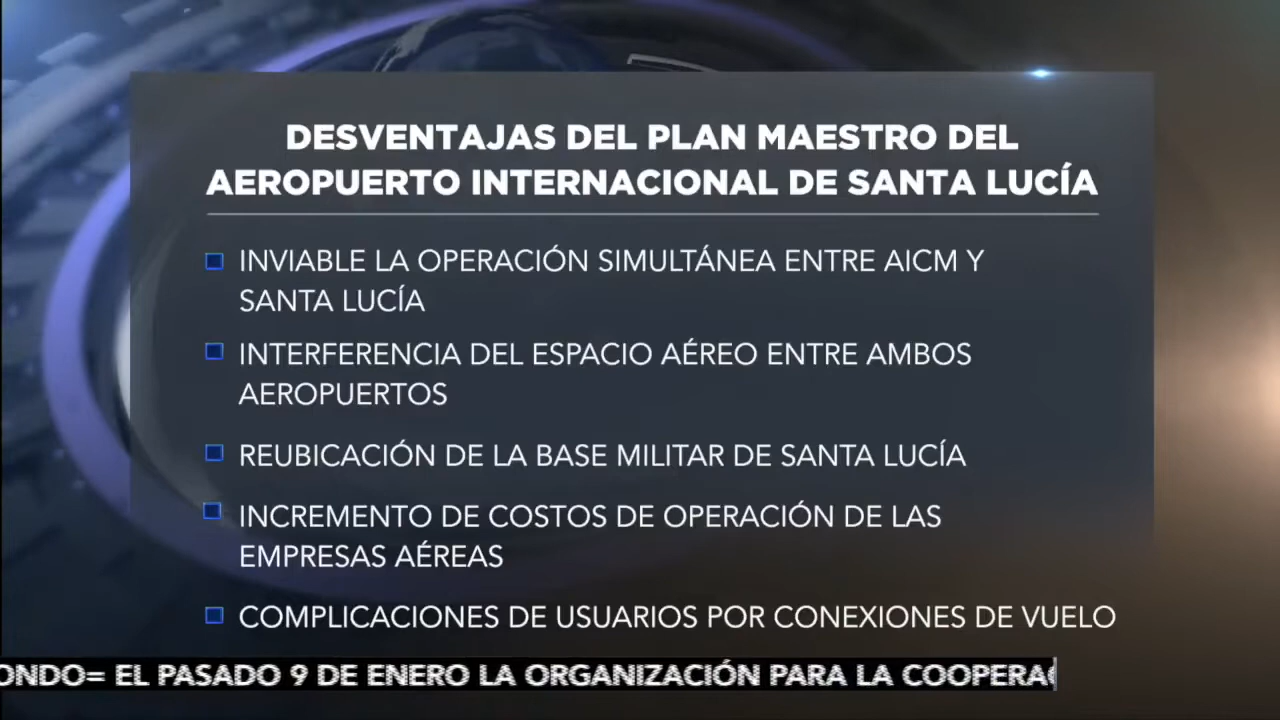 DESVENTAJAS DEL PLAN MAESTRO DEL
AEROPUERTO INTERNACIONAL DE SANTA LUCÍA
INVIABLE LA OPERACIÓN SIMULTÁNEA ENTRE AICM Y
SANTA LUCÍA
INTERFERENCIA DEL ESPACIO AÉREO ENTRE AMBOS
AEROPUERTOS
REUBICACIÓN DE LA BASE MILITAR DE SANTA LUCÍA
INCREMENTO DE COSTOS DE OPERACIÓN DE LAS
EMPRESAS AÉREAS
COMPLICACIONES DE USUARIOS POR CONEXIONES DE VUELO
ONDO= EL PASADO 9 DE ENERO LA ORGANIZACIÓN PARA LA COOPERA